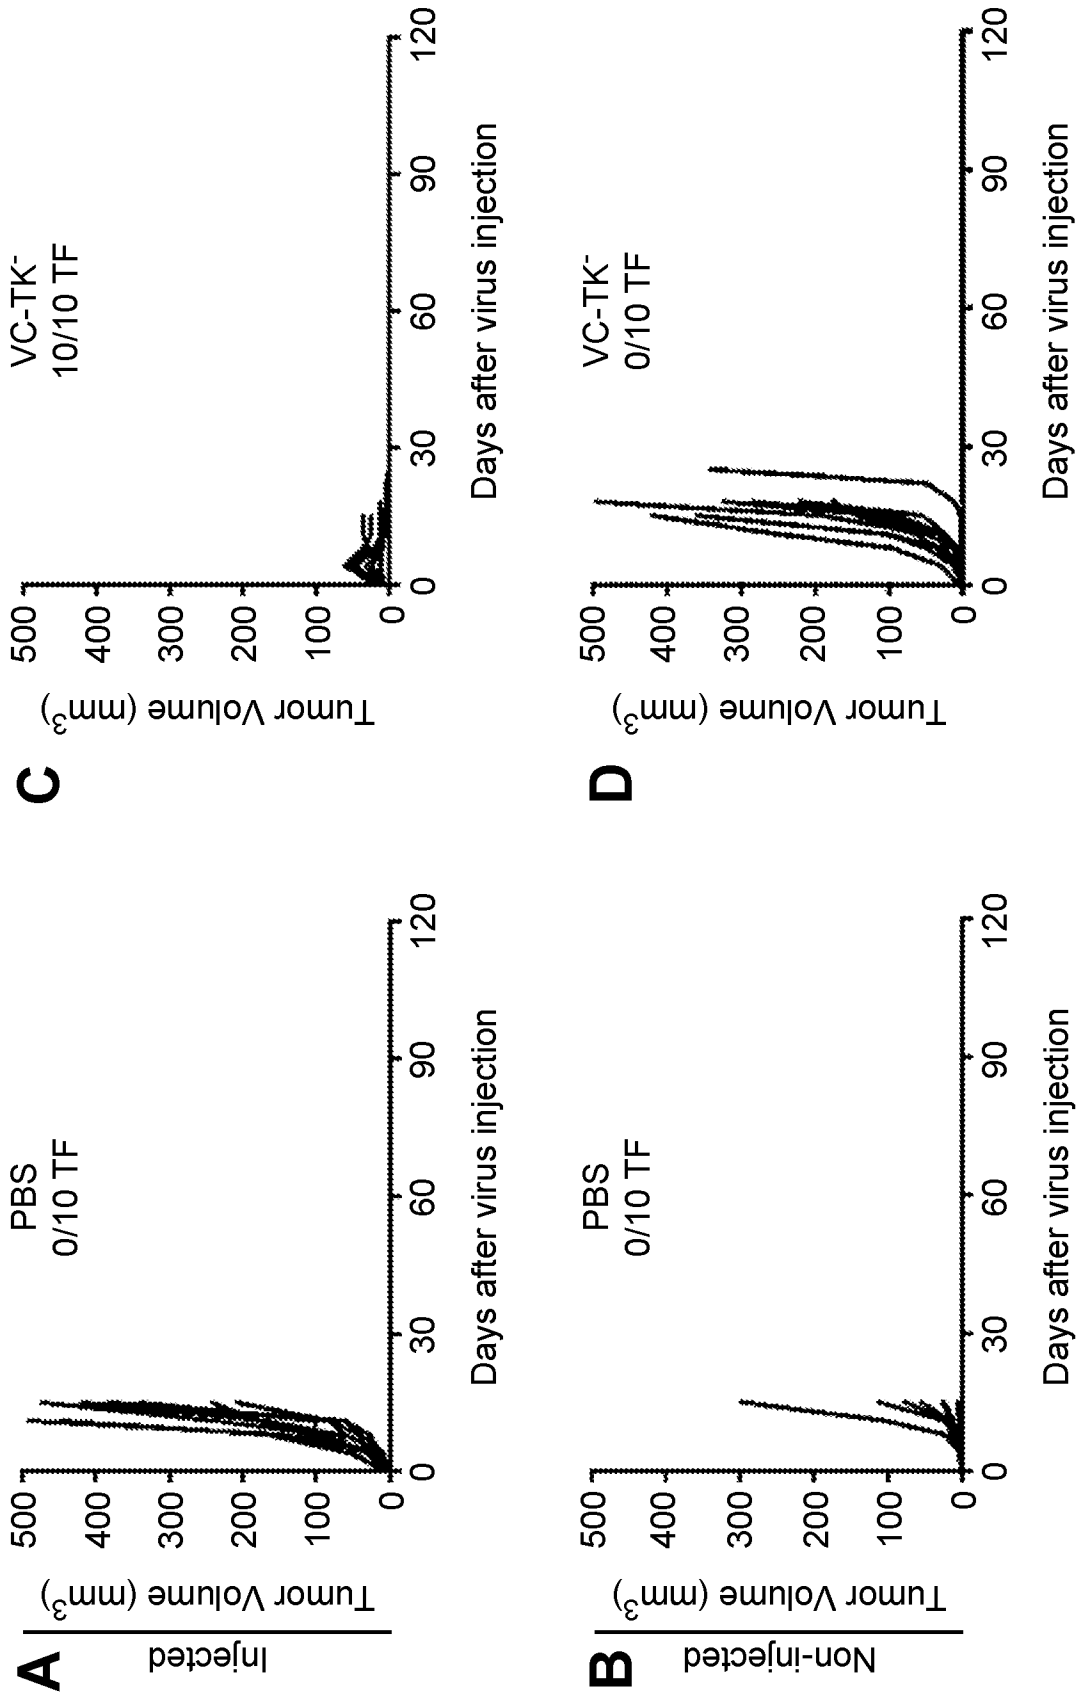 A
Injected
Tumor Volume (mm³)
500
400
300
200
100
0
PBS
0/10 TF
0
30
60
90
120
Days after virus injection
C
Tumor Volume (mm³)
500
400
300
200
100
0
VC-TK⁻
10/10 TF
0
30
60
90
120
Days after virus injection
B
Non-injected
Tumor Volume (mm³)
500
400
300
200
100
0
PBS
0/10 TF
0
30
60
90
120
Days after virus injection
D
Tumor Volume (mm³)
500
400
300
200
100
0
VC-TK⁻
0/10 TF
0
30
60
90
120
Days after virus injection